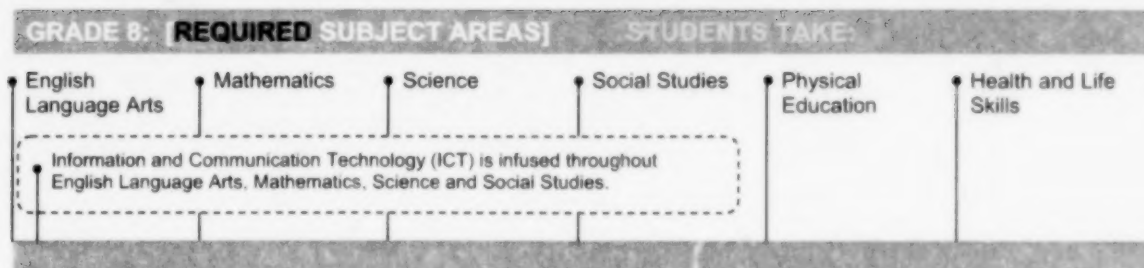 GRADE 8: [REQUIRED SUBJECT AREAS] STUDENTS TAKE:
English
Language Arts
Mathematics
Science
Social Studies
Physical
Education
Health and Life
Skills
Information and Communication Technology (ICT) is infused throughout
English Language Arts, Mathematics, Science and Social Studies.